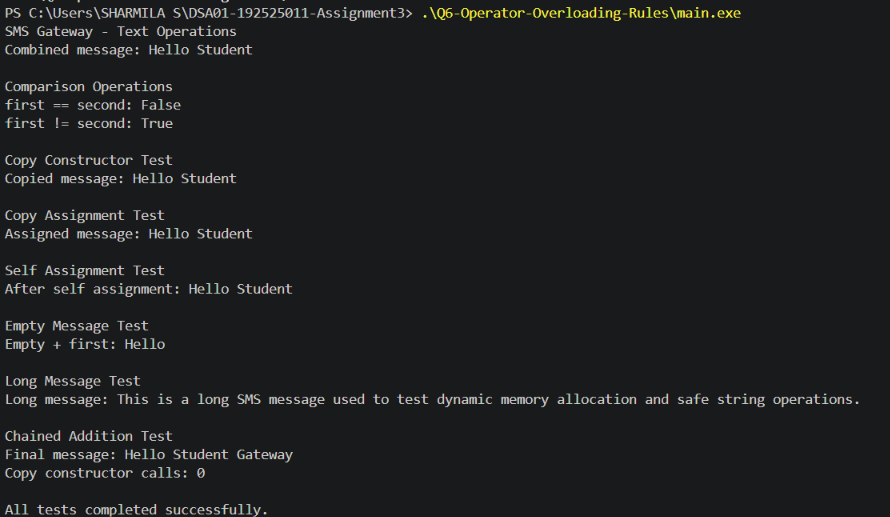 PS C:\Users\SHARMILA S\DSA01-192525011-Assignment3> .\Q6-Operator-Overloading-Rules\main.exe
SMS Gateway - Text Operations
Combined message: Hello Student

Comparison Operations
first == second: False
first != second: True

Copy Constructor Test
Copied message: Hello Student

Copy Assignment Test
Assigned message: Hello Student

Self Assignment Test
After self assignment: Hello Student

Empty Message Test
Empty + first: Hello

Long Message Test
Long message: This is a long SMS message used to test dynamic memory allocation and safe string operations.

Chained Addition Test
Final message: Hello Student Gateway
Copy constructor calls: 0

All tests completed successfully.